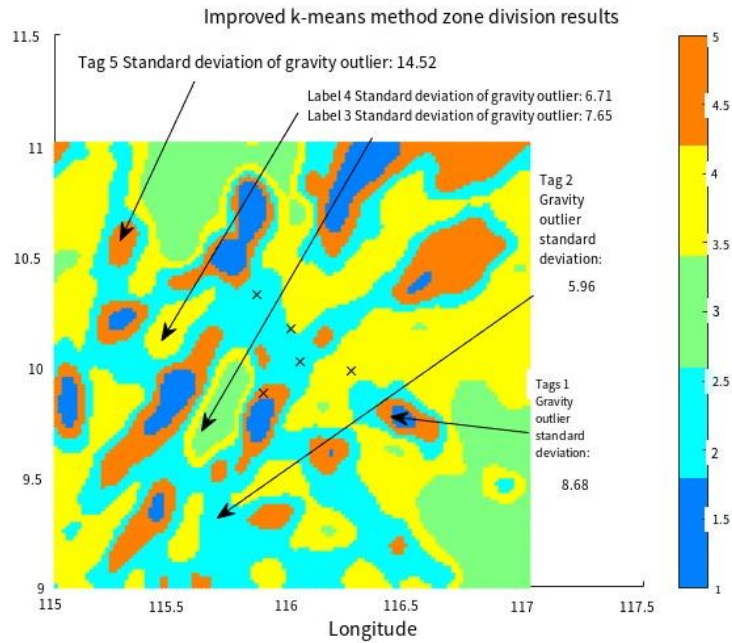 Improved k-means method zone division results
11.5
Tag 5 Standard deviation of gravity outlier: 14.52
Label 4 Standard deviation of gravity outlier: 6.71
Label 3 Standard deviation of gravity outlier: 7.65
11
10.5
10
9.5
9
Tag 2
Gravity
outlier
standard
deviation:
5.96
Tags 1
Gravity
outlier
standard
deviation:
8.68
115
115.5
116
116.5
117
117.5
Longitude
5
4.5
4
3.5
3
2.5
2
1.5
1